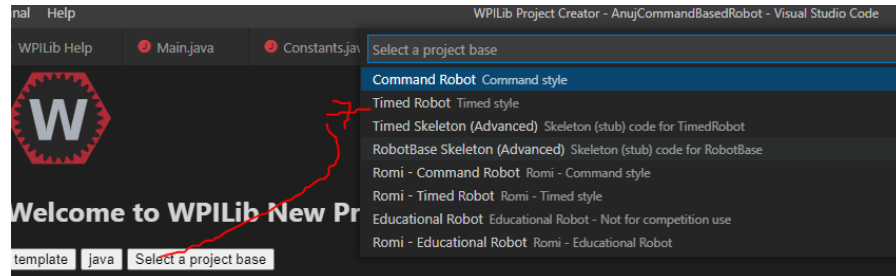 nal Help WPILib Project Creator - AnujCommandBasedRobot - Visual Studio Code
WPILib Help Main.java Constants.jav
Select a project base
Command Robot Command style
Timed Robot Timed style
Timed Skeleton (Advanced) Skeleton (stub) code for TimedRobot
RobotBase Skeleton (Advanced) Skeleton (stub) code for RobotBase
Romi - Command Robot Romi - Command style
Romi - Timed Robot Romi - Timed style
Educational Robot Educational Robot - Not for competition use
Romi - Educational Robot Romi - Educational Robot
W
Welcome to WPILib New Pr
template java Select a project base